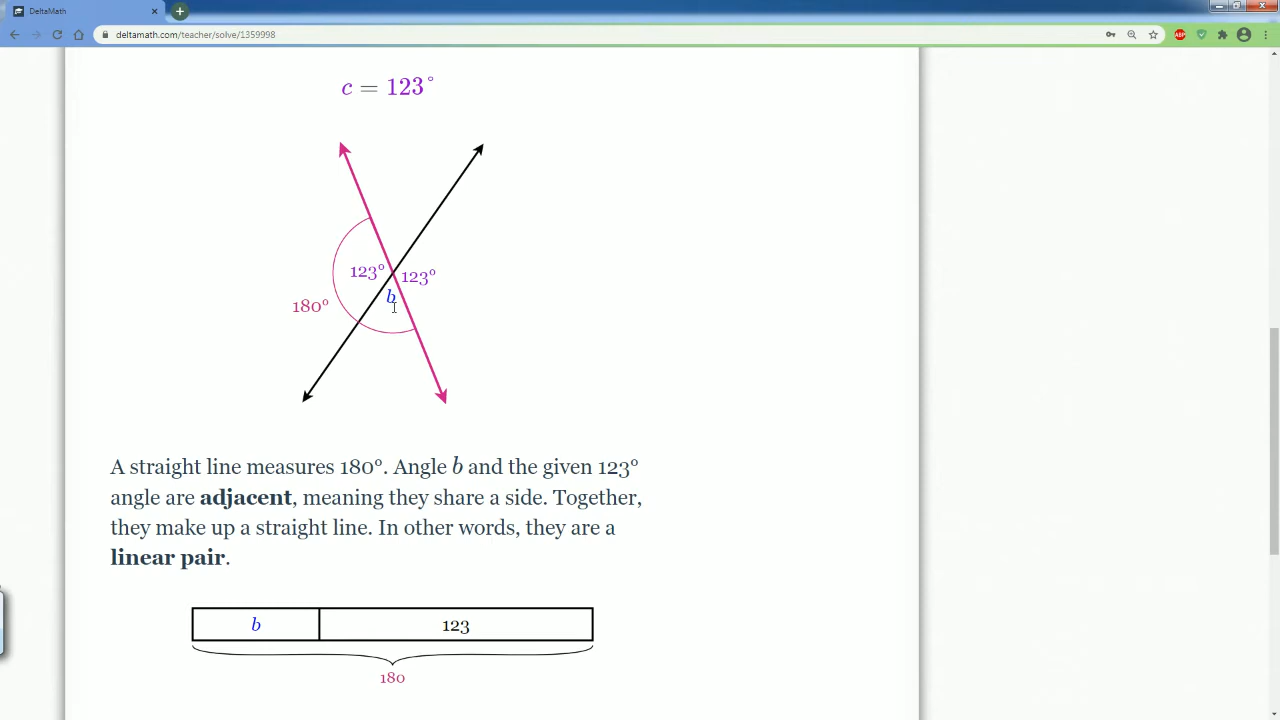 DeltaMath
deltamath.com/teacher/solve/1359998
ABP
c = 123°
123° 123°
b
180°
A straight line measures 180°. Angle b and the given 123°
angle are adjacent, meaning they share a side. Together,
they make up a straight line. In other words, they are a
linear pair.
b 123
180